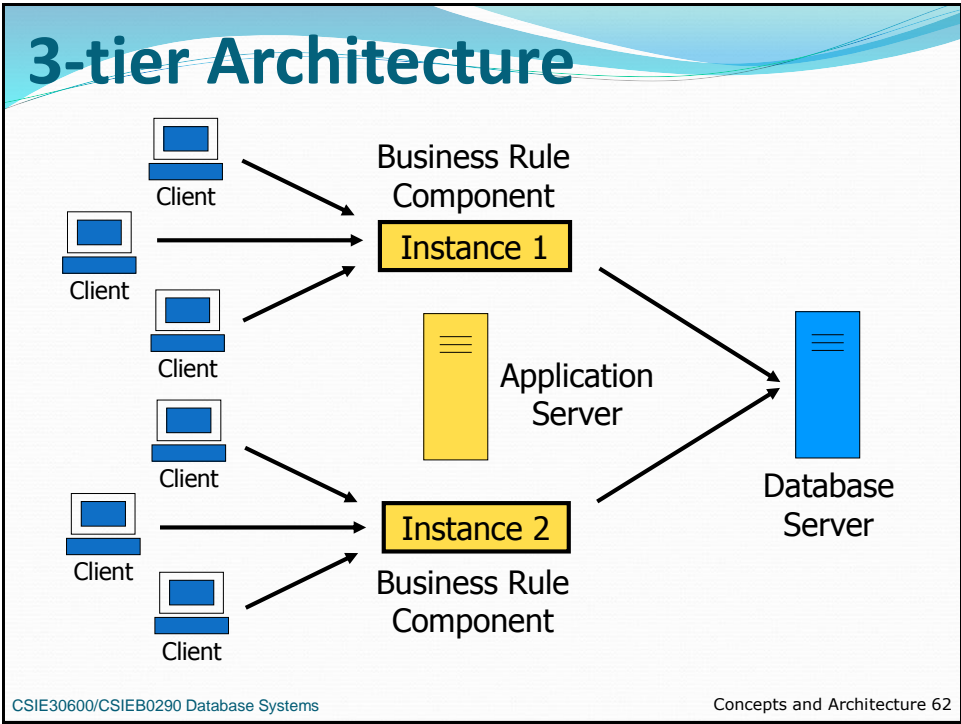 3-tier Architecture
Client
Client
Client
Client
Client
Client
Business Rule
Component
Instance 1
Application
Server
Instance 2
Business Rule
Component
Database
Server
CSIE30600/CSIEB0290 Database Systems
Concepts and Architecture 62